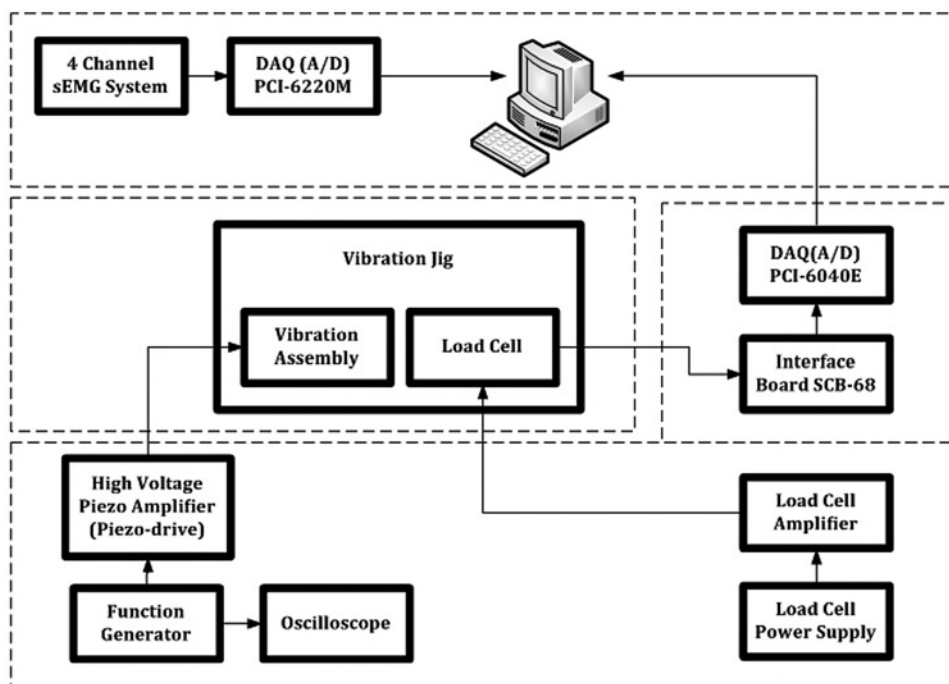 4 Channel
sEMG System
DAQ (A/D)
PCI-6220M
Vibration Jig
Vibration
Assembly
Load Cell
DAQ(A/D)
PCI-6040E
Interface
Board SCB-68
High Voltage
Piezo Amplifier
(Piezo-drive)
Function
Generator
Oscilloscope
Load Cell
Amplifier
Load Cell
Power Supply